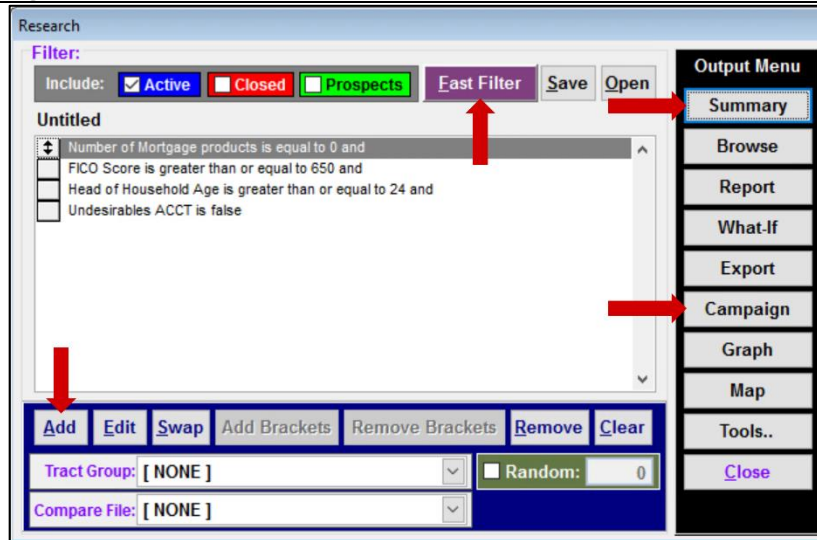 Research
Filter:
Include: Active Closed Prospects Fast Filter Save Open
Untitled
Number of Mortgage products is equal to 0 and
FICO Score is greater than or equal to 650 and
Head of Household Age is greater than or equal to 24 and
Undesirables ACCT is false
Add Edit Swap Add Brackets Remove Brackets Remove Clear
Tract Group: [ NONE ] Random: 0
Compare File: [ NONE ]
Output Menu
Summary
Browse
Report
What-If
Export
Campaign
Graph
Map
Tools..
Close